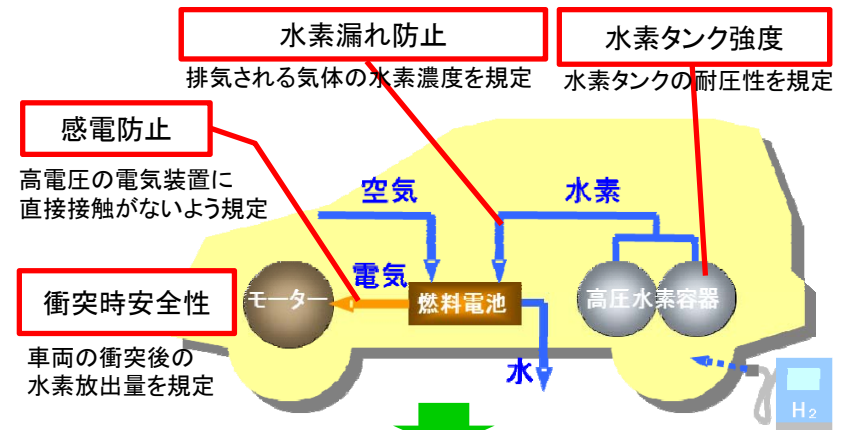 水素漏れ防止
排気される気体の水素濃度を規定
水素タンク強度
水素タンクの耐圧性を規定
感電防止
高電圧の電気装置に
直接接触がないよう規定
空気
水素
電気
モーター
燃料電池
高圧水素容器
衝突時安全性
車両の衝突後の
水素放出量を規定
水
H₂